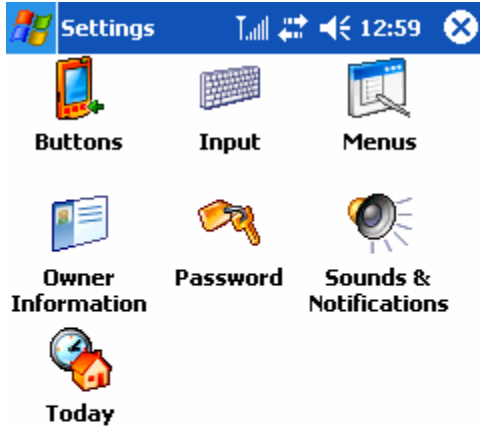 Settings 12:59
Buttons Input Menus
Owner Information Password Sounds & Notifications
Today